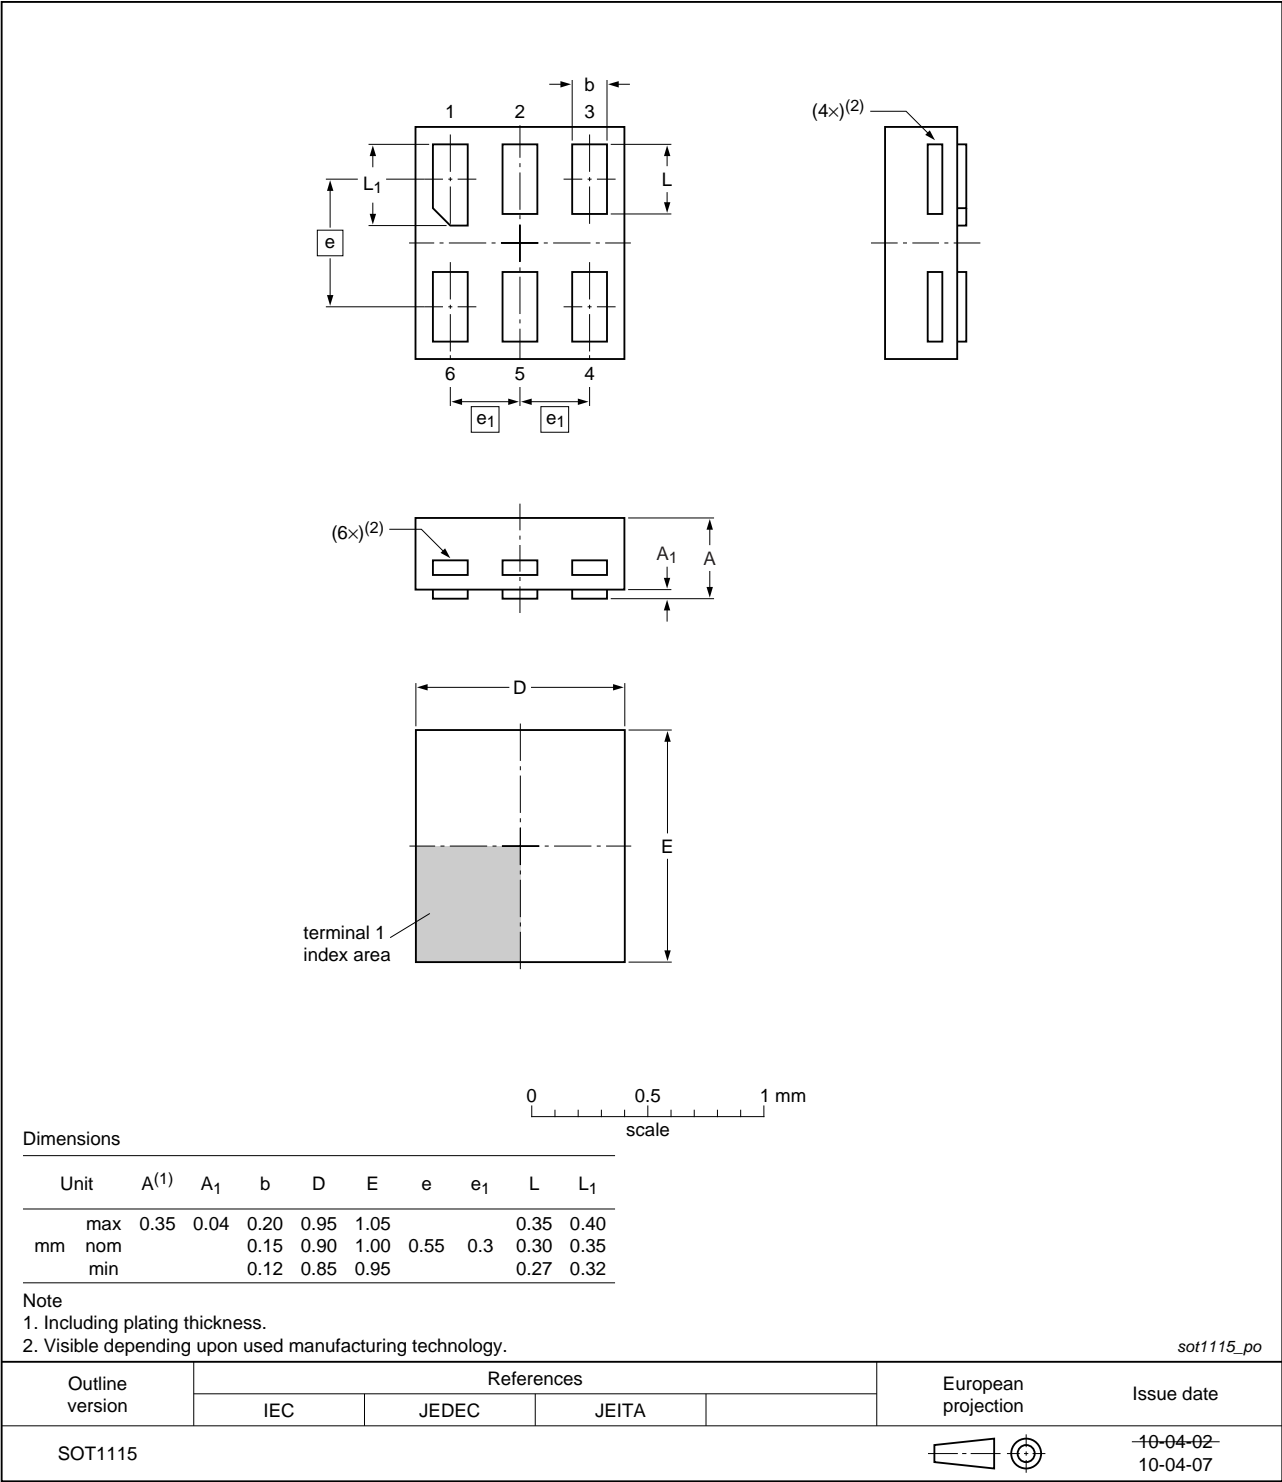 b
1 2 3
(4×)(2)
L1
L
e
6 5 4
e1 e1
(6×)(2)
A1 A
D
E
terminal 1
index area
0 0.5 1 mm
scale
Dimensions
Unit A(1) A1 b D E e e1 L L1
max 0.35 0.04 0.20 0.95 1.05 0.35 0.40
mm nom 0.15 0.90 1.00 0.55 0.3 0.30 0.35
min 0.12 0.85 0.95 0.27 0.32
Note
1. Including plating thickness.
2. Visible depending upon used manufacturing technology.
sot1115_po
Outline
version
References
IEC JEDEC JEITA
European
projection
Issue date
SOT1115
10-04-02
10-04-07